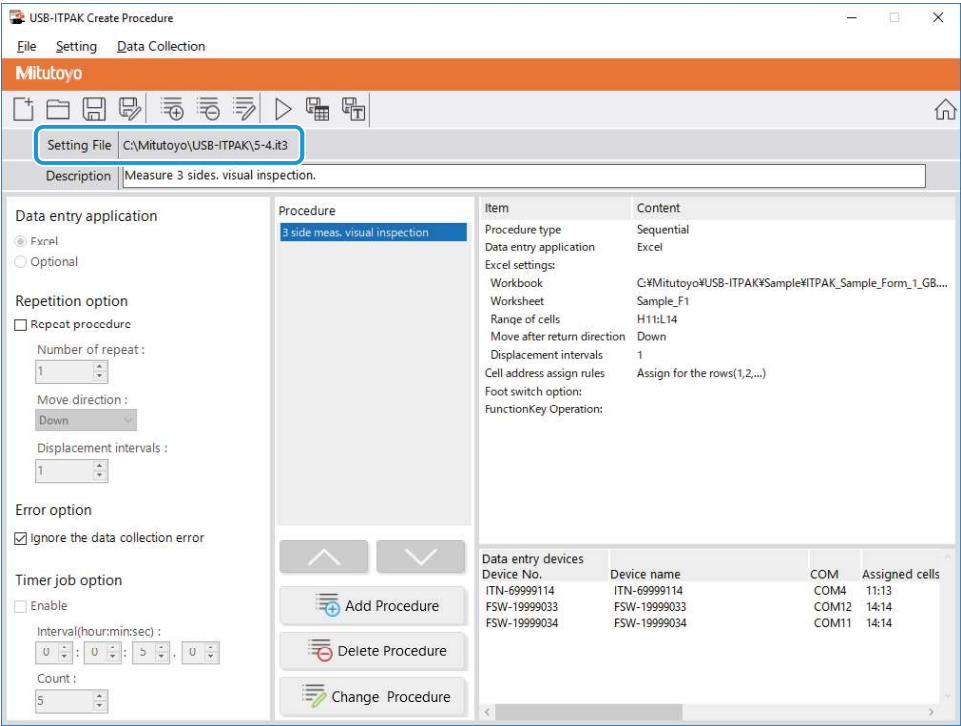 USB-ITPAK Create Procedure
File Setting Data Collection
Mitutoyo
Setting File C:\Mitutoyo\USB-ITPAK\5-4.it3
Description Measure 3 sides. visual inspection.
Data entry application
Excel
Optional
Repetition option
Repeat procedure
Number of repeat :
1
Move direction :
Down
Displacement intervals :
1
Error option
Ignore the data collection error
Timer job option
Enable
Interval(hour:min:sec) :
0 : 0 : 5 . 0
Count :
5
Procedure
3 side meas. visual inspection
Add Procedure
Delete Procedure
Change Procedure
Item Content
Procedure type Sequential
Data entry application Excel
Excel settings:
Workbook C:¥Mitutoyo¥USB-ITPAK¥Sample¥ITPAK_Sample_Form_1_GB....
Worksheet Sample_F1
Range of cells H11:L14
Move after return direction Down
Displacement intervals 1
Cell address assign rules Assign for the rows(1,2,...)
Foot switch option:
FunctionKey Operation:
Data entry devices
Device No. Device name COM Assigned cells
ITN-69999114 ITN-69999114 COM4 11:13
FSW-19999033 FSW-19999033 COM12 14:14
FSW-19999034 FSW-19999034 COM11 14:14